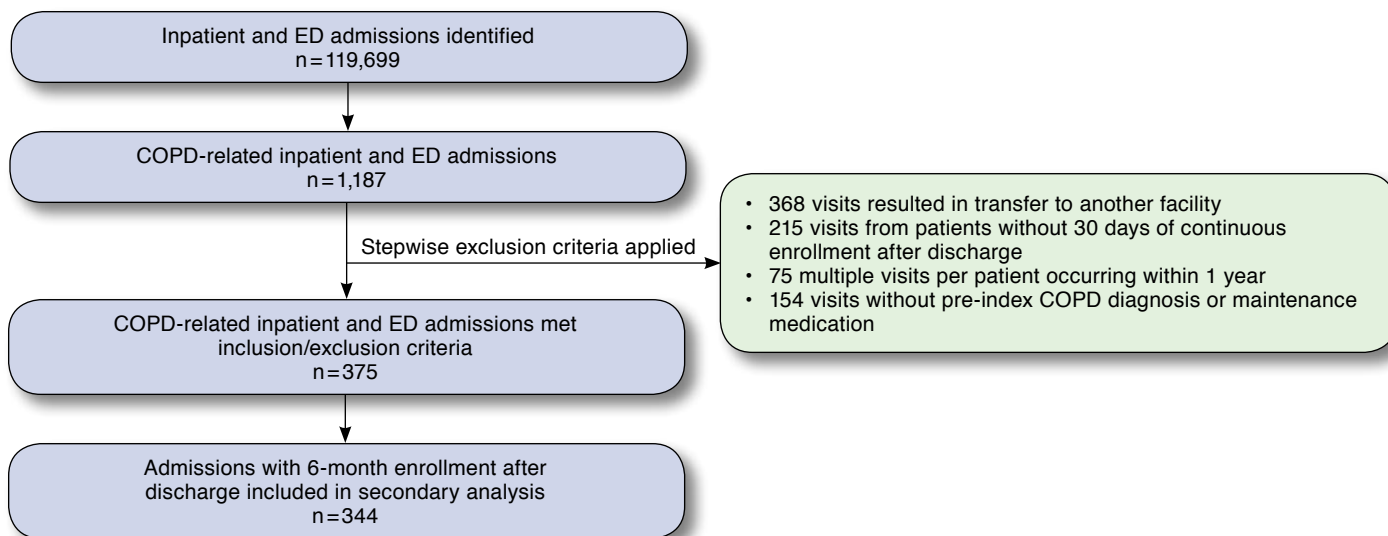 Inpatient and ED admissions identified
n=119,699
COPD-related inpatient and ED admissions
n=1,187
Stepwise exclusion criteria applied
• 368 visits resulted in transfer to another facility
• 215 visits from patients without 30 days of continuous
enrollment after discharge
• 75 multiple visits per patient occurring within 1 year
• 154 visits without pre-index COPD diagnosis or maintenance
medication
COPD-related inpatient and ED admissions met
inclusion/exclusion criteria
n=375
Admissions with 6-month enrollment after
discharge included in secondary analysis
n=344